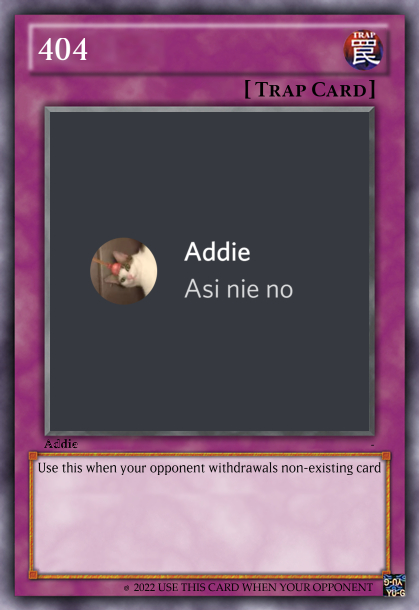 404
TRAP
罠
[ TRAP CARD ]
Addie
Asi nie no
Addie -
Use this when your opponent withdrawals non-existing card
© 2022 USE THIS CARD WHEN YOUR OPPONENT
YU-G